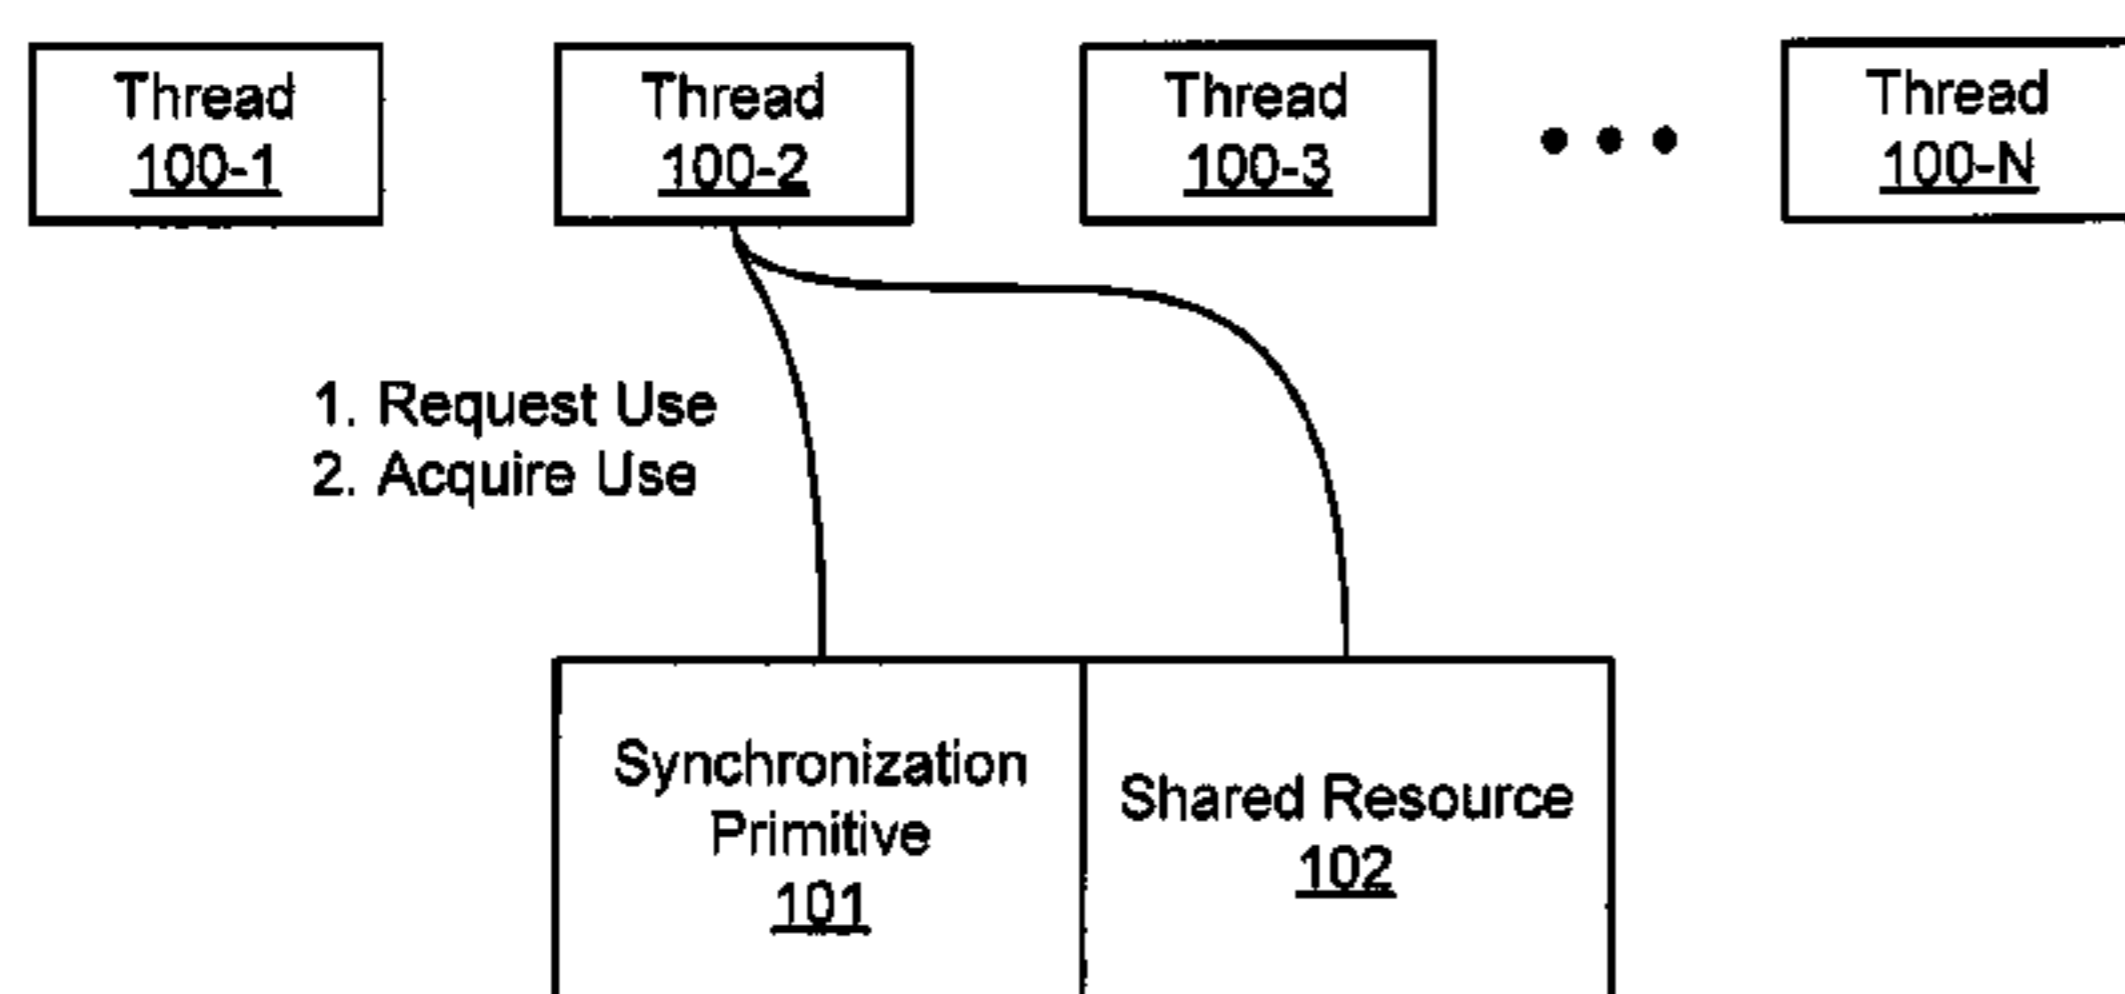 Thread
100-1
Thread
100-2
Thread
100-3
Thread
100-N
1. Request Use
2. Acquire Use
Synchronization
Primitive
101
Shared Resource
102